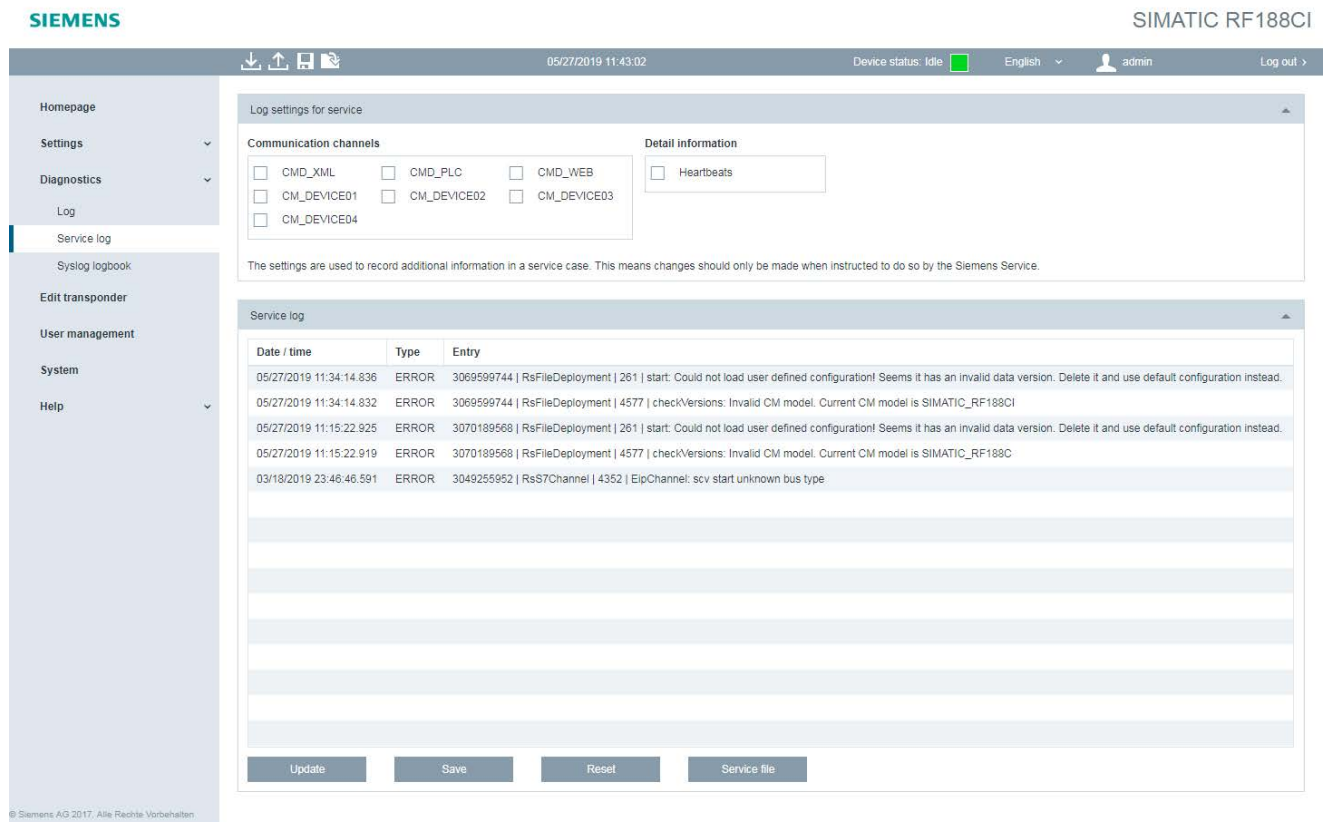 SIEMENS
SIMATIC RF188CI
05/27/2019 11:43:02
Device status: Idle
English
admin
Log out ›
Homepage
Settings
Diagnostics
Log
Service log
Syslog logbook
Edit transponder
User management
System
Help
Log settings for service
Communication channels
CMD_XML CMD_PLC CMD_WEB
CM_DEVICE01 CM_DEVICE02 CM_DEVICE03
CM_DEVICE04
Detail information
Heartbeats
The settings are used to record additional information in a service case. This means changes should only be made when instructed to do so by the Siemens Service.
Service log
Date / time Type Entry
05/27/2019 11:34:14.836 ERROR 3069599744 | RsFileDeployment | 261 | start: Could not load user defined configuration! Seems it has an invalid data version. Delete it and use default configuration instead.
05/27/2019 11:34:14.832 ERROR 3069599744 | RsFileDeployment | 4577 | checkVersions: Invalid CM model. Current CM model is SIMATIC_RF188CI
05/27/2019 11:15:22.925 ERROR 3070189568 | RsFileDeployment | 261 | start: Could not load user defined configuration! Seems it has an invalid data version. Delete it and use default configuration instead.
05/27/2019 11:15:22.919 ERROR 3070189568 | RsFileDeployment | 4577 | checkVersions: Invalid CM model. Current CM model is SIMATIC_RF188C
03/18/2019 23:46:46.591 ERROR 3049255952 | RsS7Channel | 4352 | EipChannel: scv start unknown bus type
Update Save Reset Service file
© Siemens AG 2017, Alle Rechte Vorbehalten